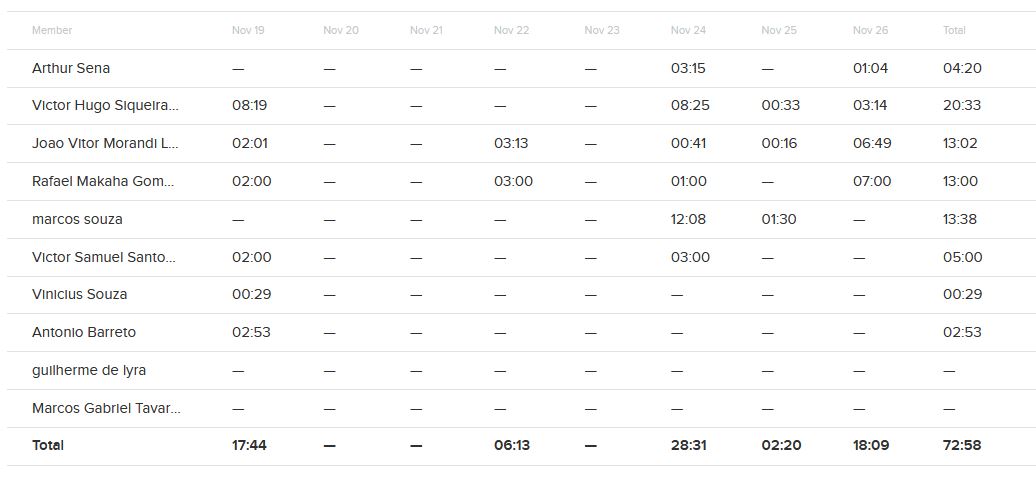 Member Nov 19 Nov 20 Nov 21 Nov 22 Nov 23 Nov 24 Nov 25 Nov 26 Total
Arthur Sena — — — — — 03:15 — 01:04 04:20
Victor Hugo Siqueira... 08:19 — — — — 08:25 00:33 03:14 20:33
Joao Vitor Morandi L... 02:01 — — 03:13 — 00:41 00:16 06:49 13:02
Rafael Makaha Gom... 02:00 — — 03:00 — 01:00 — 07:00 13:00
marcos souza — — — — — 12:08 01:30 — 13:38
Victor Samuel Santo... 02:00 — — — — 03:00 — — 05:00
Vinicius Souza 00:29 — — — — — — — 00:29
Antonio Barreto 02:53 — — — — — — — 02:53
guilherme de lyra — — — — — — — — —
Marcos Gabriel Tavar... — — — — — — — — —
Total 17:44 — — 06:13 — 28:31 02:20 18:09 72:58